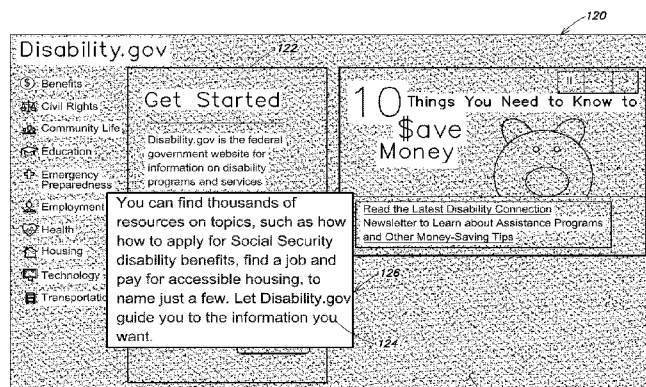 120
Disability.gov
122
Benefits
Civil Rights
Community Life
Education
Emergency
Preparedness
Employment
Health
Housing
Technology
Transportatio
Get Started
Disability.gov is the federal
government website for
information on disability
programs and services
You can find thousands of
resources on topics, such as how
how to apply for Social Security
disability benefits, find a job and
pay for accessible housing, to
name just a few. Let Disability.gov
guide you to the information you
want.
126
124
10 Things You Need to Know to
$ave
Money
Read the Latest Disability Connection
Newsletter to Learn about Assistance Programs
and Other Money-Saving Tips